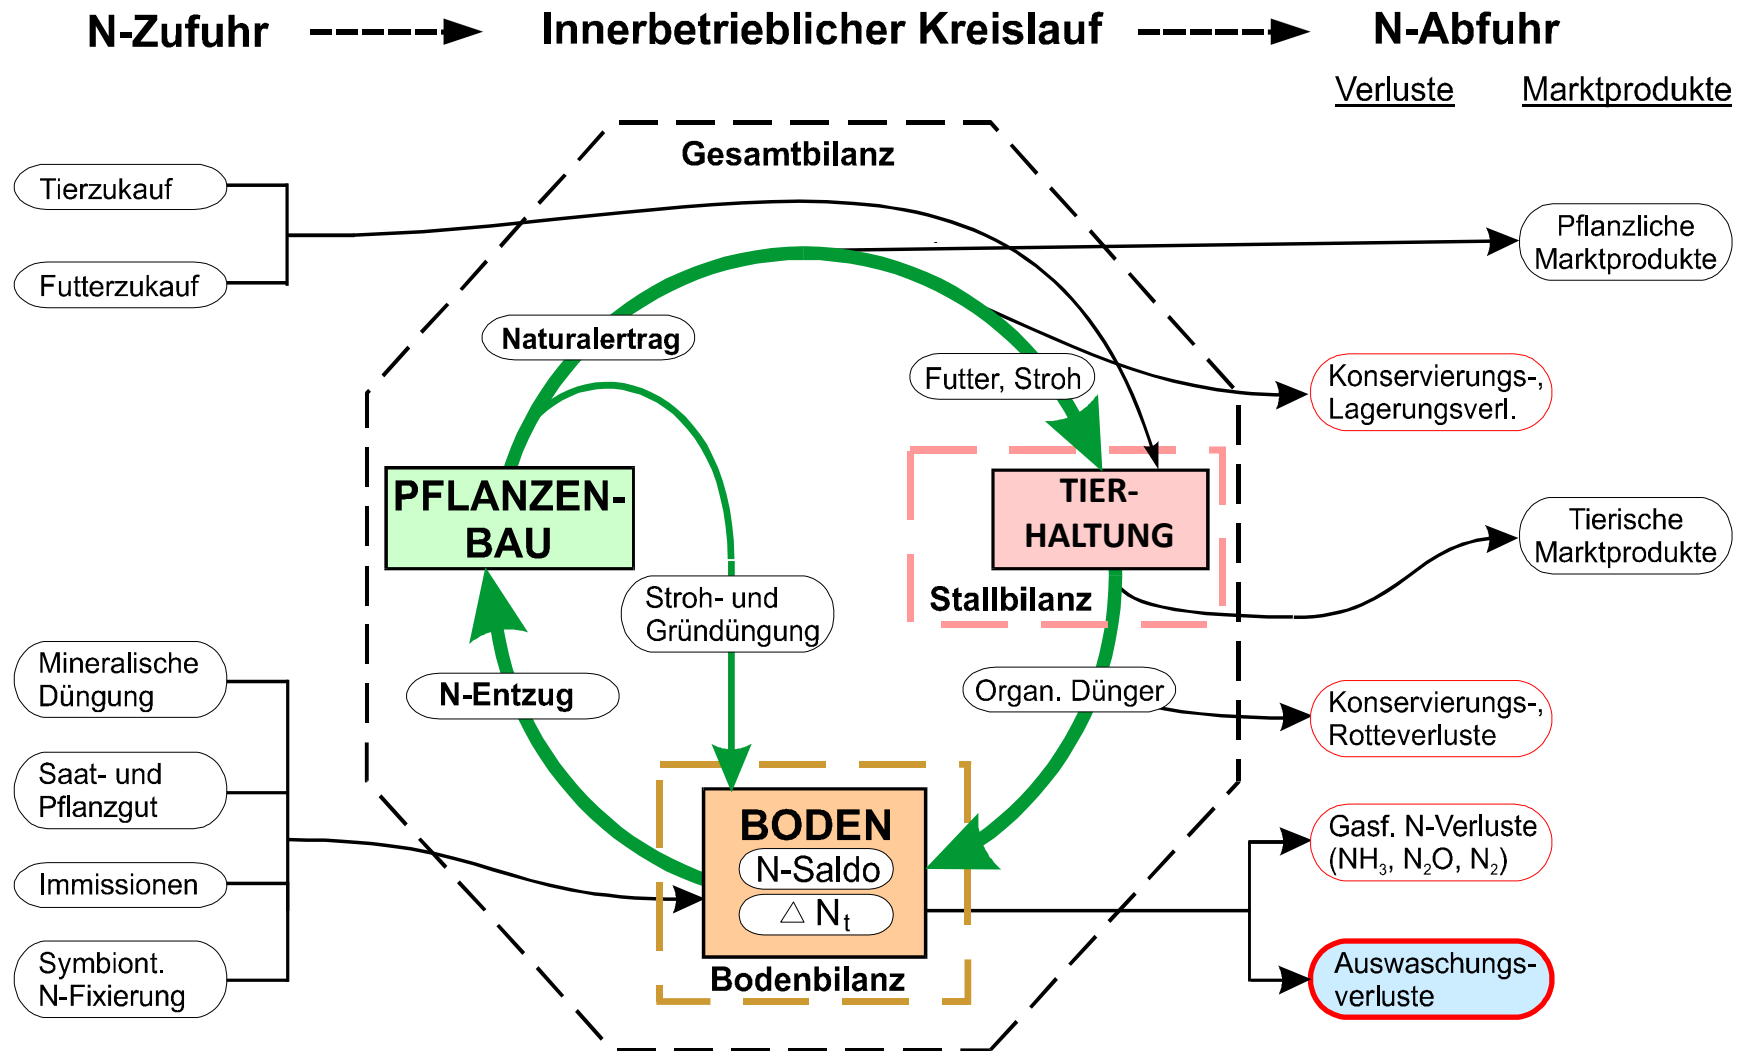 N-Zufuhr
Innerbetrieblicher Kreislauf
N-Abfuhr
Verluste
Marktprodukte
Gesamtbilanz
Tierzukauf
Futterzukauf
Pflanzliche
Marktprodukte
Naturalertrag
Futter, Stroh
Konservierungs-,
Lagerungsverl.
PFLANZEN-
BAU
TIER-
HALTUNG
Stallbilanz
Tierische
Marktprodukte
Stroh- und
Gründüngung
Mineralische
Düngung
N-Entzug
Organ. Dünger
Konservierungs-,
Rotteverluste
Saat- und
Pflanzgut
BODEN
N-Saldo
△ Nₜ
Bodenbilanz
Gasf. N-Verluste
(NH₃, N₂O, N₂)
Immissionen
Symbiont.
N-Fixierung
Auswaschungs-
verluste